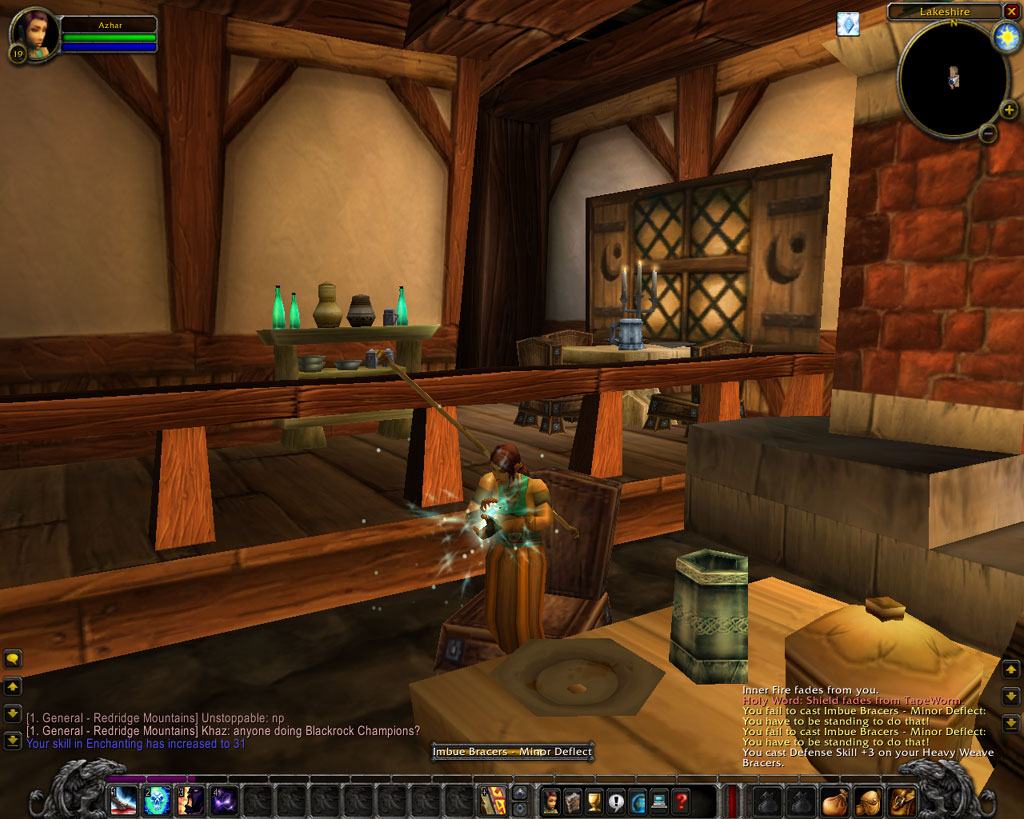 Azhar
19
Lakeshire
N
[1. General - Redridge Mountains] Unstoppable: np
[1. General - Redridge Mountains] Khaz: anyone doing Blackrock Champions?
Your skill in Enchanting has increased to 31
Inner Fire fades from you.
Holy Word: Shield fades from TapeWorm.
You fail to cast Imbue Bracers - Minor Deflect:
You have to be standing to do that!
You fail to cast Imbue Bracers - Minor Deflect:
You have to be standing to do that!
You cast Defense Skill +3 on your Heavy Weave
Bracers.
Imbue Bracers - Minor Deflect
2